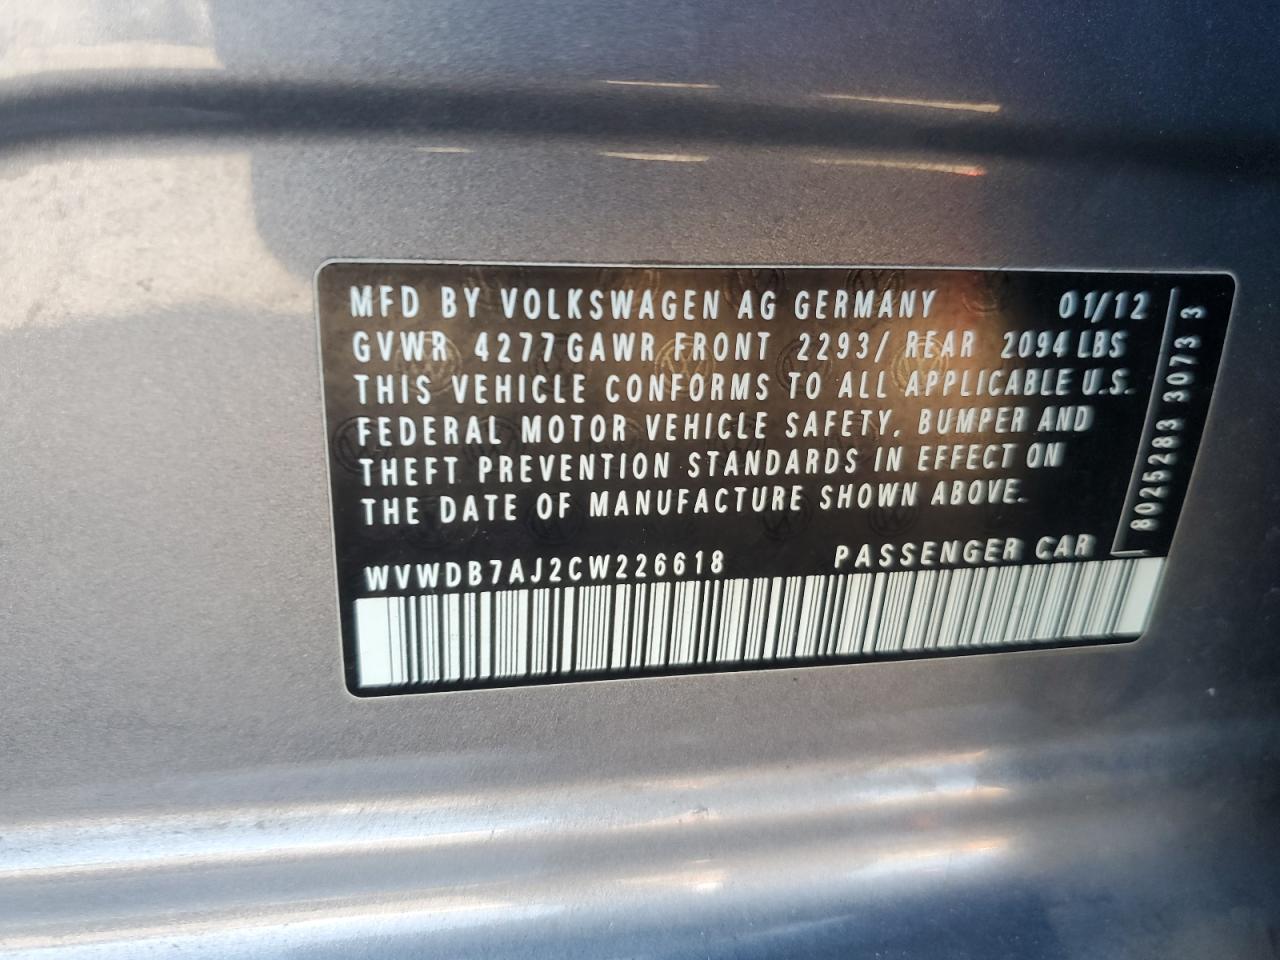 MFD BY VOLKSWAGEN AG GERMANY 01/12
GVWR 4277GAWR FRONT 2293/ REAR 2094 LBS
THIS VEHICLE CONFORMS TO ALL APPLICABLE U.S.
FEDERAL MOTOR VEHICLE SAFETY, BUMPER AND
THEFT PREVENTION STANDARDS IN EFFECT ON
THE DATE OF MANUFACTURE SHOWN ABOVE.
WVWDB7AJ2CW226618 PASSENGER CAR
8025283 3073 3